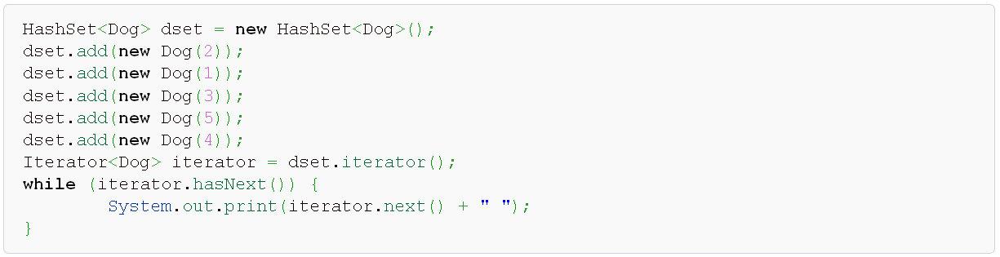 HashSet<Dog> dset = new HashSet<Dog>();
dset.add(new Dog(2));
dset.add(new Dog(1));
dset.add(new Dog(3));
dset.add(new Dog(5));
dset.add(new Dog(4));
Iterator<Dog> iterator = dset.iterator();
while (iterator.hasNext()) {
        System.out.print(iterator.next() + " ");
}